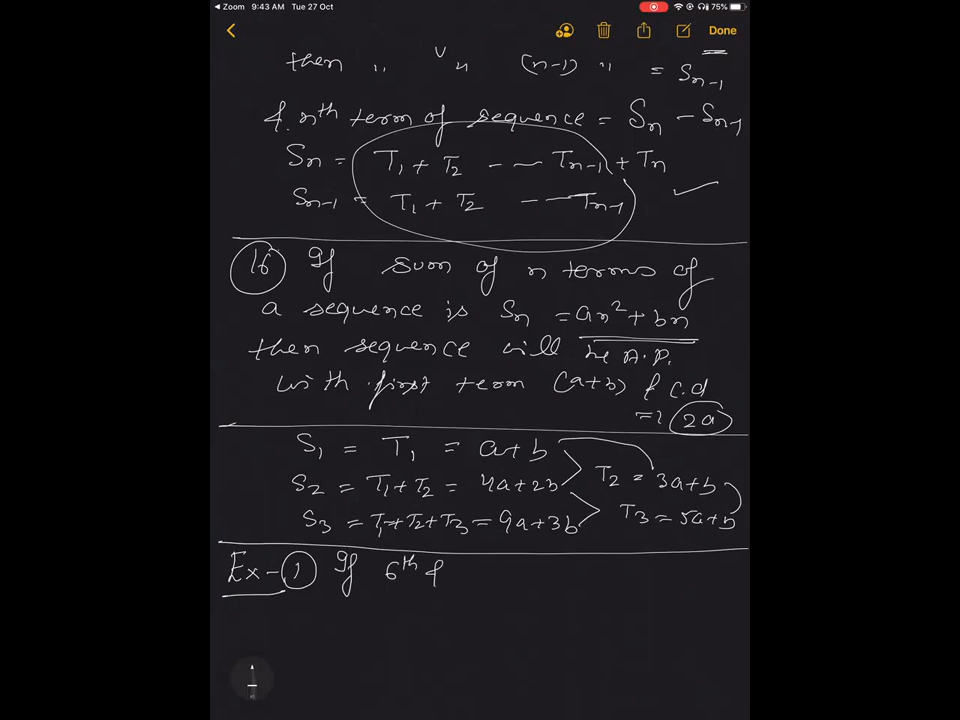 Zoom 9:43 AM Tue 27 Oct 75%
Done
then " " (n-1) " = Sn-1
& nth term of sequence = Sn - Sn-1
Sn = T1 + T2 -- — Tn-1 + Tn
Sn-1 = T1 + T2 -- — Tn-1
16 If sum of n terms of
a sequence is Sn = an² + bn
then sequence will be A.P.
with first term (a+b) & c.d
= 2a
S1 = T1 = a+b
S2 = T1+T2 = 4a+2b T2 = 3a+b
S3 = T1+T2+T3 = 9a+3b T3 = 5a+b
Ex-1 If 6th &